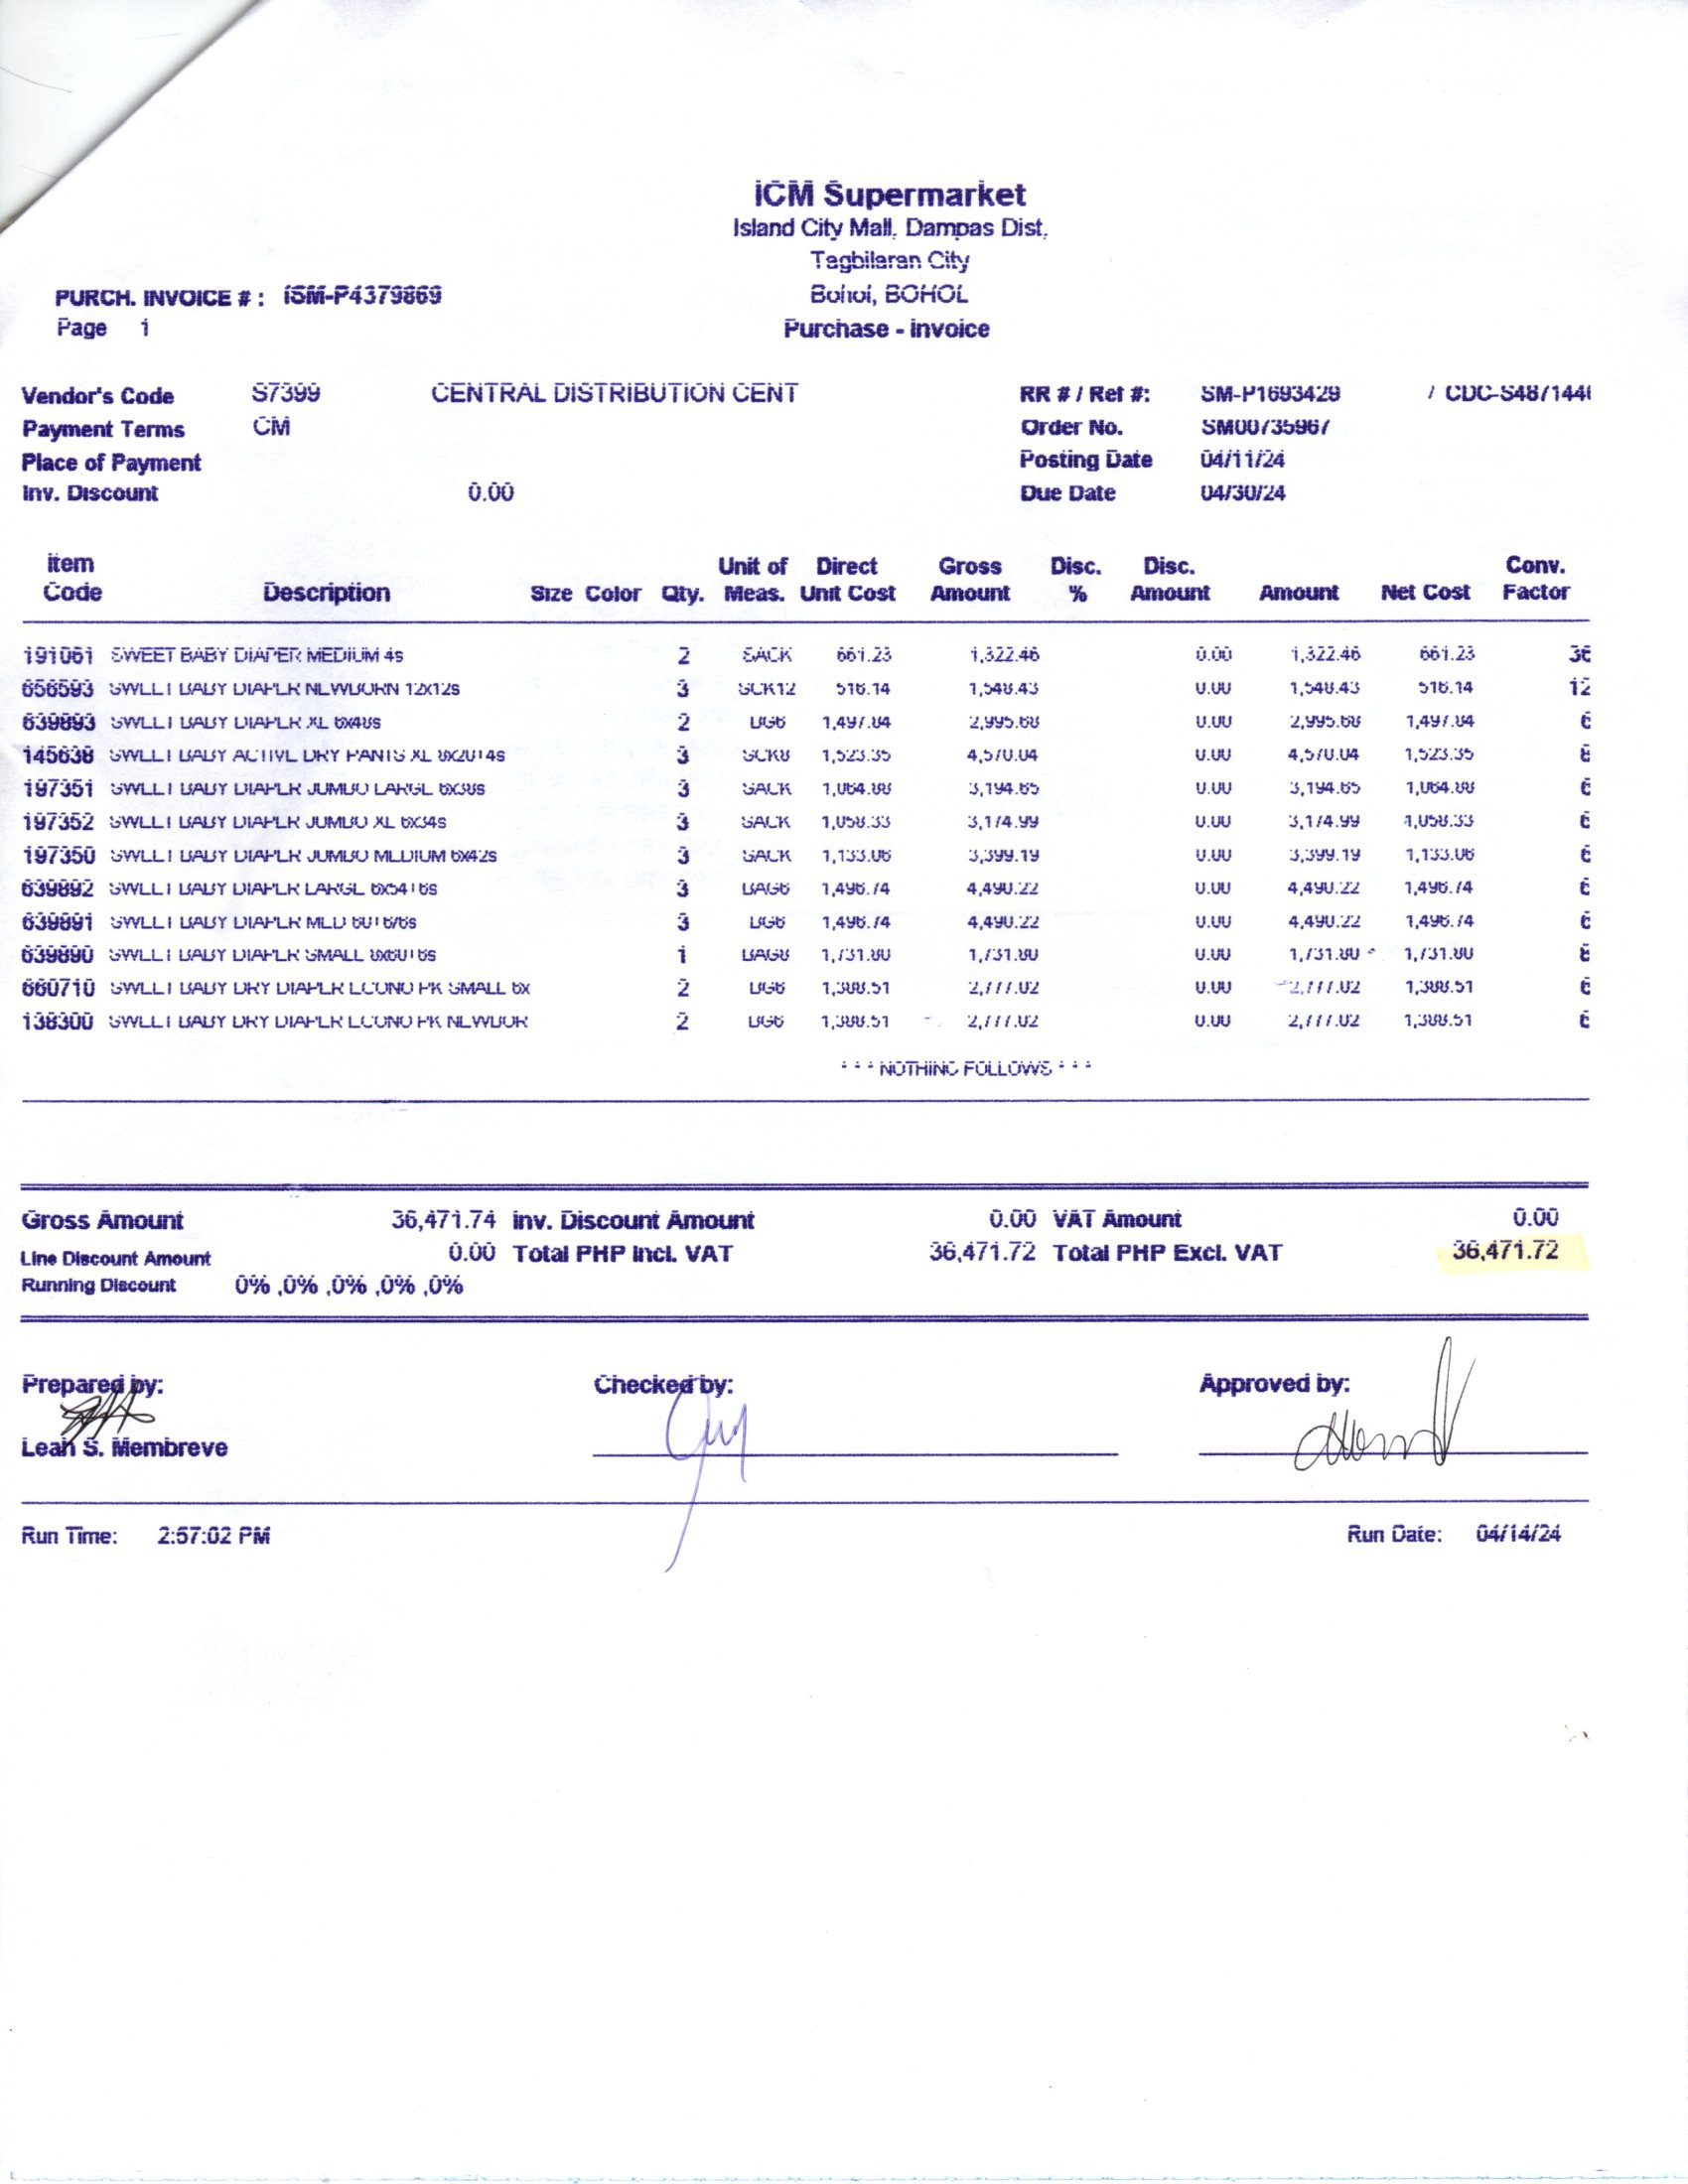 ICM Supermarket
Island City Mall, Dampas Dist,
Tagbilaran City
Bohol, BOHOL
PURCH. INVOICE # : ISM-P4379869
Page 1
Purchase - Invoice
Vendor's Code S7399 CENTRAL DISTRIBUTION CENT RR # / Ref #: SM-P1693429 / CDC-S4871446
Payment Terms CM Order No. SM00735967
Place of Payment Posting Date 04/11/24
Inv. Discount 0.00 Due Date 04/30/24
Item Code Description Size Color Qty. Unit of Meas. Direct Unit Cost Gross Amount Disc. % Disc. Amount Amount Net Cost Conv. Factor
191061 SWEET BABY DIAPER MEDIUM 4s 2 SACK 661.23 1,322.46 0.00 1,322.46 661.23 36
656593 SWEET BABY DIAPER NEWBORN 12X12s 3 SCK12 516.14 1,548.43 0.00 1,548.43 516.14 12
639893 SWEET BABY DIAPER XL 6x48s 2 BG6 1,497.84 2,995.68 0.00 2,995.68 1,497.84 6
145638 SWEET BABY ACTIVE DRY PANTS XL 8X20+4s 3 SCK8 1,523.35 4,570.04 0.00 4,570.04 1,523.35 8
197351 SWEET BABY DIAPER JUMBO LARGE 6x38s 3 SACK 1,064.88 3,194.65 0.00 3,194.65 1,064.88 6
197352 SWEET BABY DIAPER JUMBO XL 6x34s 3 SACK 1,058.33 3,174.99 0.00 3,174.99 1,058.33 6
197350 SWEET BABY DIAPER JUMBO MEDIUM 6x42s 3 SACK 1,133.06 3,399.19 0.00 3,399.19 1,133.06 6
639892 SWEET BABY DIAPER LARGE 6x54+6s 3 BAG6 1,496.74 4,490.22 0.00 4,490.22 1,496.74 6
639891 SWEET BABY DIAPER MED 3 BG6 1,496.74 4,490.22 0.00 4,490.22 1,496.74 6
639890 SWEET BABY DIAPER SMALL 8x60+6s 1 BAG8 1,731.80 1,731.80 0.00 1,731.80 1,731.80 8
660710 SWEET BABY DRY DIAPER ECONO PK SMALL 6X 2 BG6 1,388.51 2,777.02 0.00 2,777.02 1,388.51 6
138300 SWEET BABY DRY DIAPER ECONO PK NEWBOR 2 BG6 1,388.51 2,777.02 0.00 2,777.02 1,388.51 6
* * * NOTHING FOLLOWS * * *
Gross Amount 36,471.74 Inv. Discount Amount 0.00 VAT Amount 0.00
Line Discount Amount 0.00 Total PHP Incl. VAT 36,471.72 Total PHP Excl. VAT 36,471.72
Running Discount 0% ,0% ,0% ,0% ,0%
Prepared by: Checked by: Approved by:
Leah S. Membreve
Run Time: 2:57:02 PM Run Date: 04/14/24